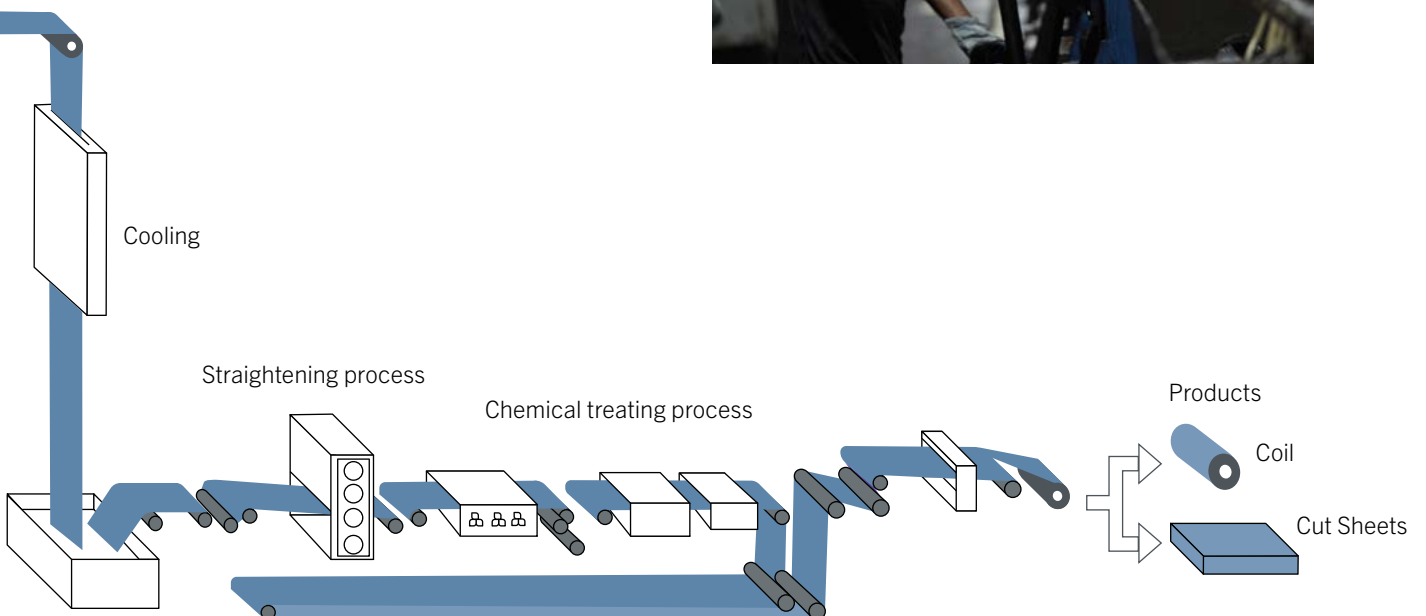 Cooling
Straightening process
Chemical treating process
Products
Coil
Cut Sheets